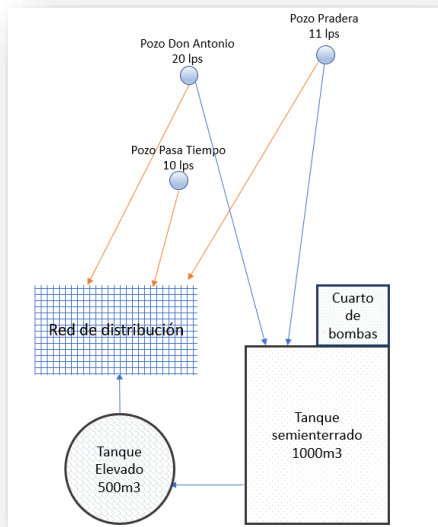 Pozo Pradera
11 lps
Pozo Don Antonio
20 lps
Pozo Pasa Tiempo
10 lps
Cuarto
de
bombas
Red de distribución
Tanque
semienterrado
1000m3
Tanque
Elevado
500m3